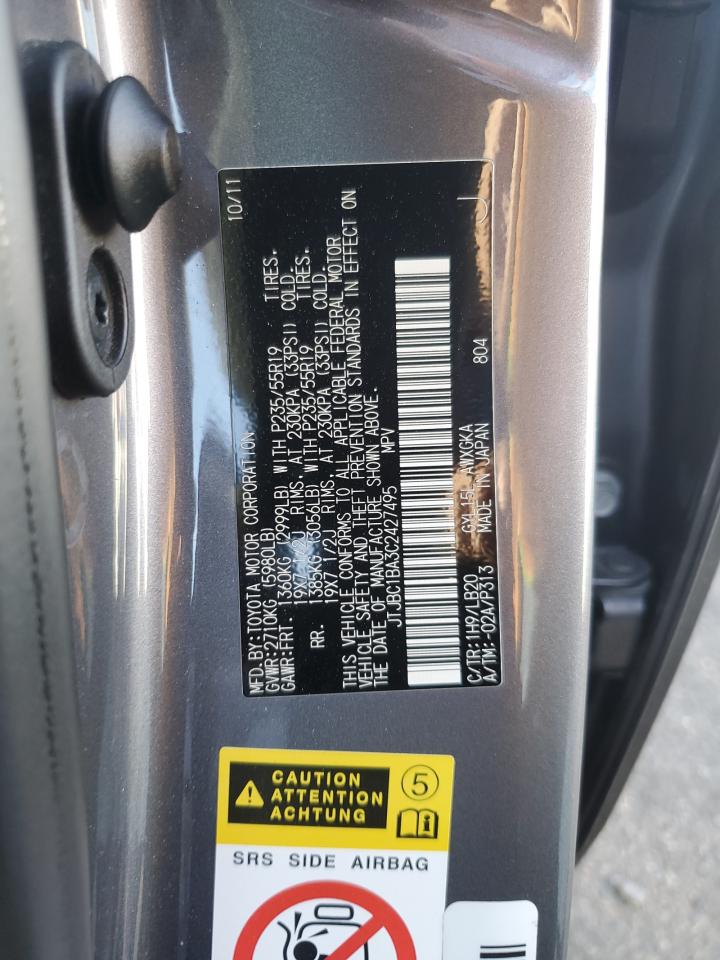 MFD.BY:TOYOTA MOTOR CORPORATION 10/11
GVWR:2710KG (5980LB)
GAWR:FRT. 1360KG (2999LB) WITH P235/55R19 TIRES.
19X7 1/2J RIMS. AT 230KPA (33PSI) COLD.
RR. 1385KG (3056LB) WITH P235/55R19 TIRES.
19X7 1/2J RIMS. AT 230KPA (33PSI) COLD.
THIS VEHICLE CONFORMS TO ALL APPLICABLE FEDERAL MOTOR
VEHICLE SAFETY AND THEFT PREVENTION STANDARDS IN EFFECT ON
THE DATE OF MANUFACTURE SHOWN ABOVE.
JTJBC1BA3C2427495 MPV
C/TR:1H9/LB20 GYL15L-AWXGKA 804
A/TM:-02A/P313 MADE IN JAPAN
J
CAUTION
ATTENTION
ACHTUNG
5
SRS SIDE AIRBAG